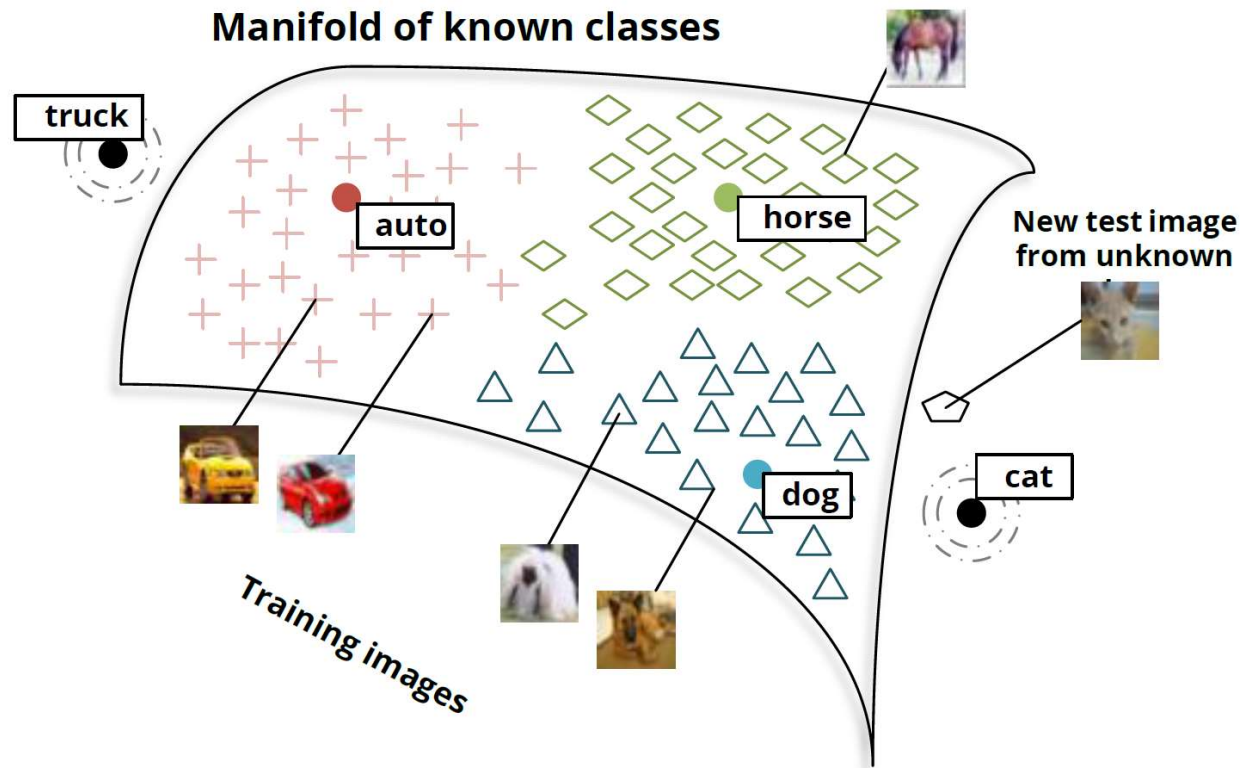 Manifold of known classes
truck
auto
horse
New test image
from unknown
cat
dog
Training images